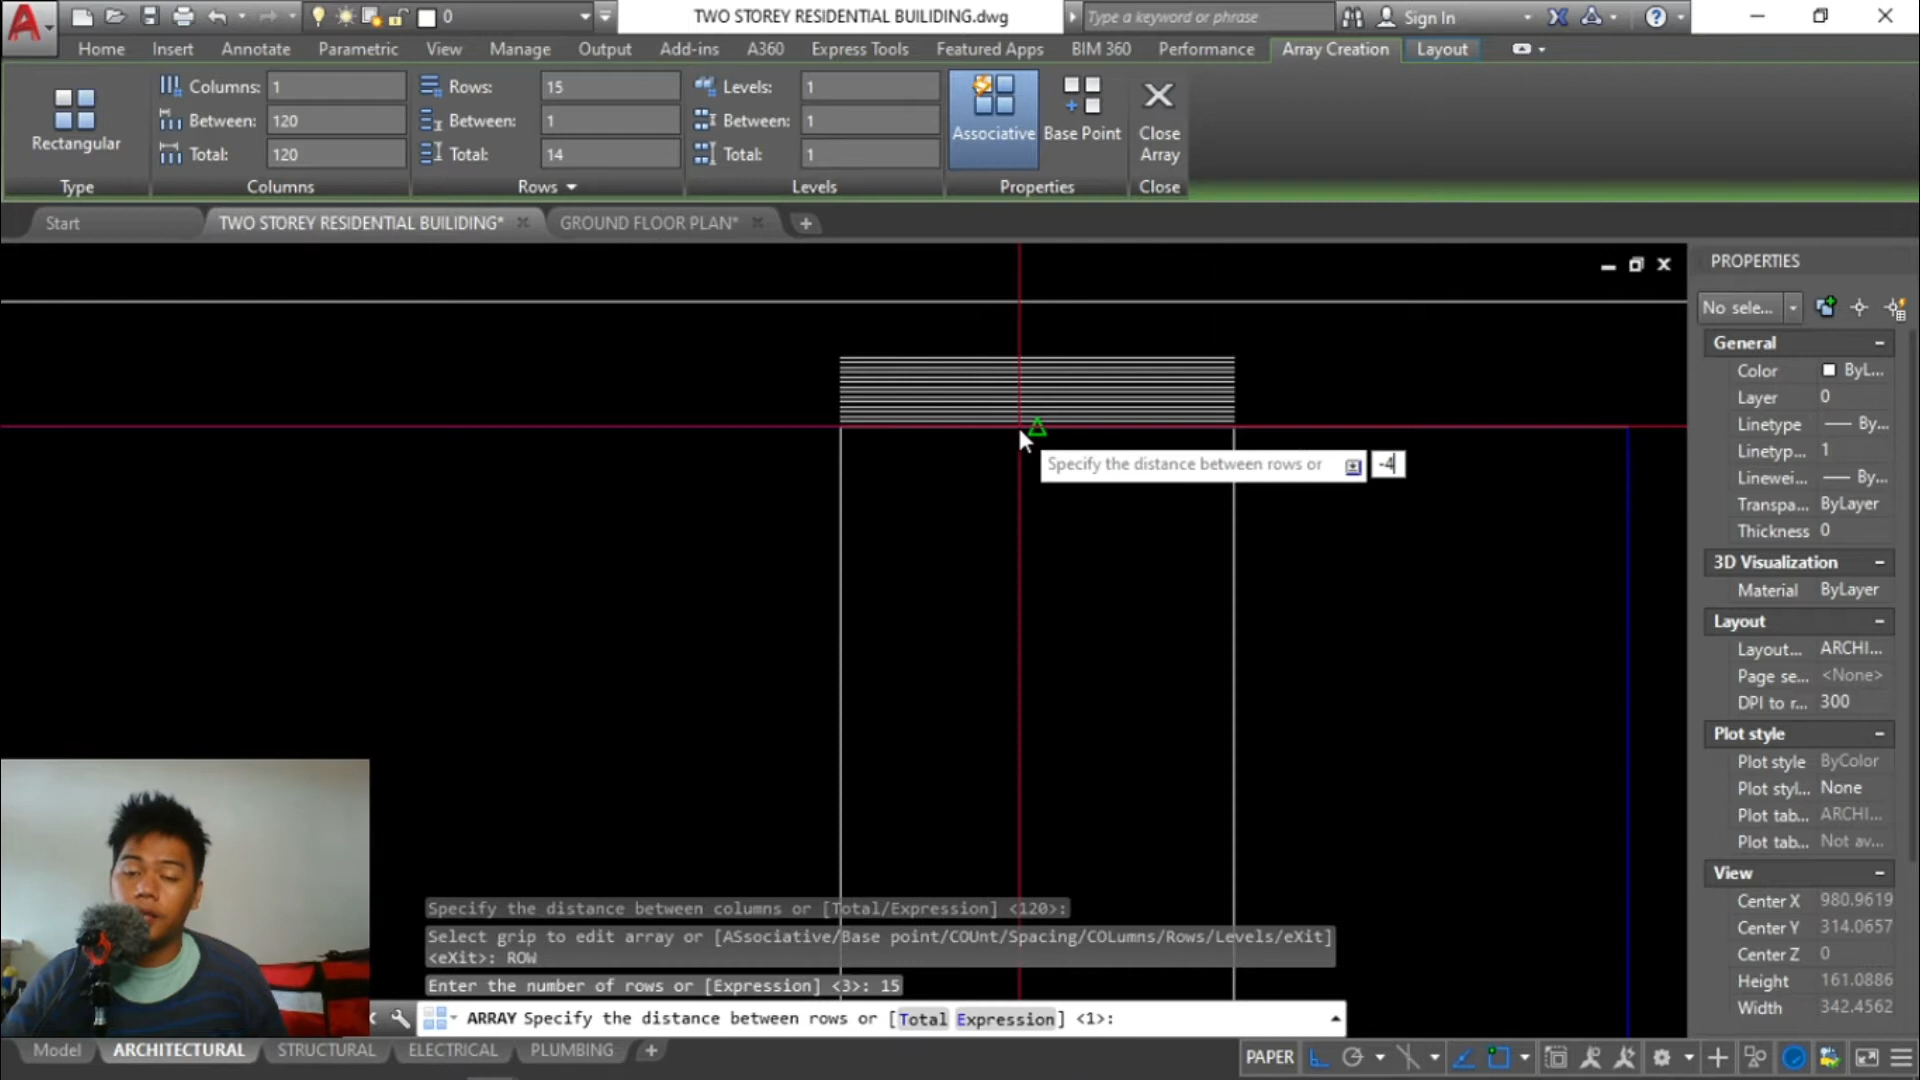 0
TWO STOREY RESIDENTIAL BUILIDING.dwg
Type a keyword or phrase
Sign In
Home Insert Annotate Parametric View Manage Output Add-ins A360 Express Tools Featured Apps BIM 360 Performance Array Creation Layout
Columns: 1 Rows: 15 Levels: 1
Between: 120 Between: 1 Between: 1
Total: 120 Total: 14 Total: 1
Rectangular
Associative Base Point Close Array
Type Columns Rows Levels Properties Close
Start TWO STOREY RESIDENTIAL BUILIDING* GROUND FLOOR PLAN*
PROPERTIES
No sele...
General
Color ByL...
Layer 0
Linetype By...
Linetyp... 1
Linewei... By...
Transpa... ByLayer
Thickness 0
3D Visualization
Material ByLayer
Layout
Layout... ARCHI...
Page se... <None>
DPI to r... 300
Plot style
Plot style ByColor
Plot styl... None
Plot tab... ARCHI...
Plot tab... Not av...
View
Center X 980.9619
Center Y 314.0657
Center Z 0
Height 161.0886
Width 342.4562
Specify the distance between rows or -4
Specify the distance between columns or [Total/Expression] <120>:
Select grip to edit array or [ASsociative/Base point/COUnt/Spacing/COLumns/Rows/Levels/eXit]
<eXit>: ROW
Enter the number of rows or [Expression] <3>: 15
ARRAY Specify the distance between rows or [Total Expression] <1>:
Model ARCHITECTURAL STRUCTURAL ELECTRICAL PLUMBING
PAPER